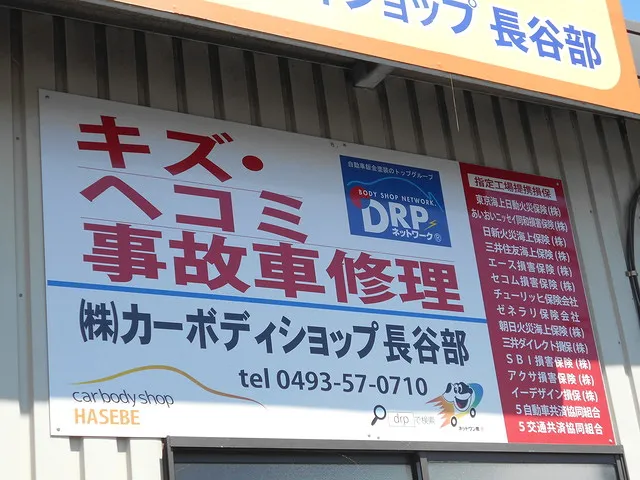 ィショップ 長谷部
キズ・
ヘコミ
事故車修理
自動車鈑金塗装のトップグループ
BODY SHOP NETWORK
DRP
ネットワーク®
㈱カーボディショップ長谷部
tel 0493-57-0710
car body shop
HASEBE
drp で検索
指定工場提携損保
東京海上日動火災保険(株)
あいおいニッセイ同和損害保険(株)
日新火災海上保険(株)
三井住友海上保険(株)
エース損害保険(株)
セコム損害保険(株)
チューリッヒ保険会社
ゼネラリ保険会社
朝日火災海上保険(株)
三井ダイレクト損保(株)
SBI損害保険(株)
アクサ損害保険(株)
イーデザイン損保(株)
5自動車共済協同組合
5交通共済協同組合